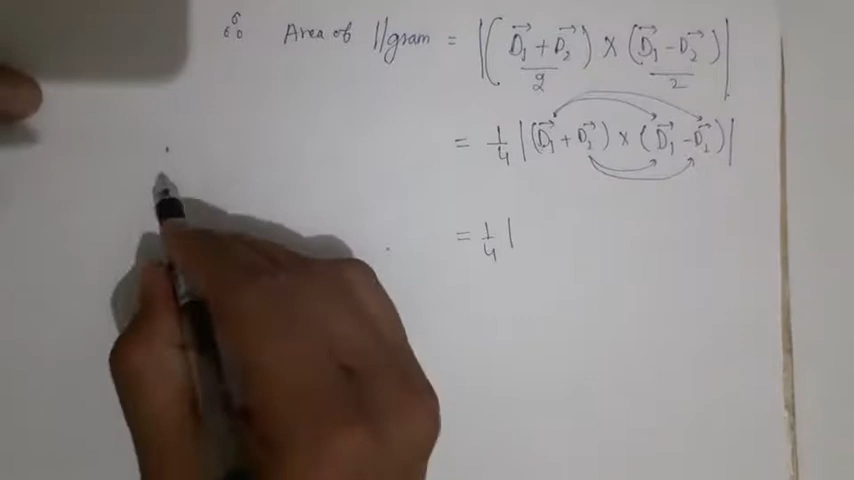 ∴ Area of ||gram = |( (D₁→ + D₂→)/2 ) × ( (D₁→ - D₂→)/2 )|
= 1/4 |(D₁→ + D₂→) × (D₁→ - D₂→)|
= 1/4 |